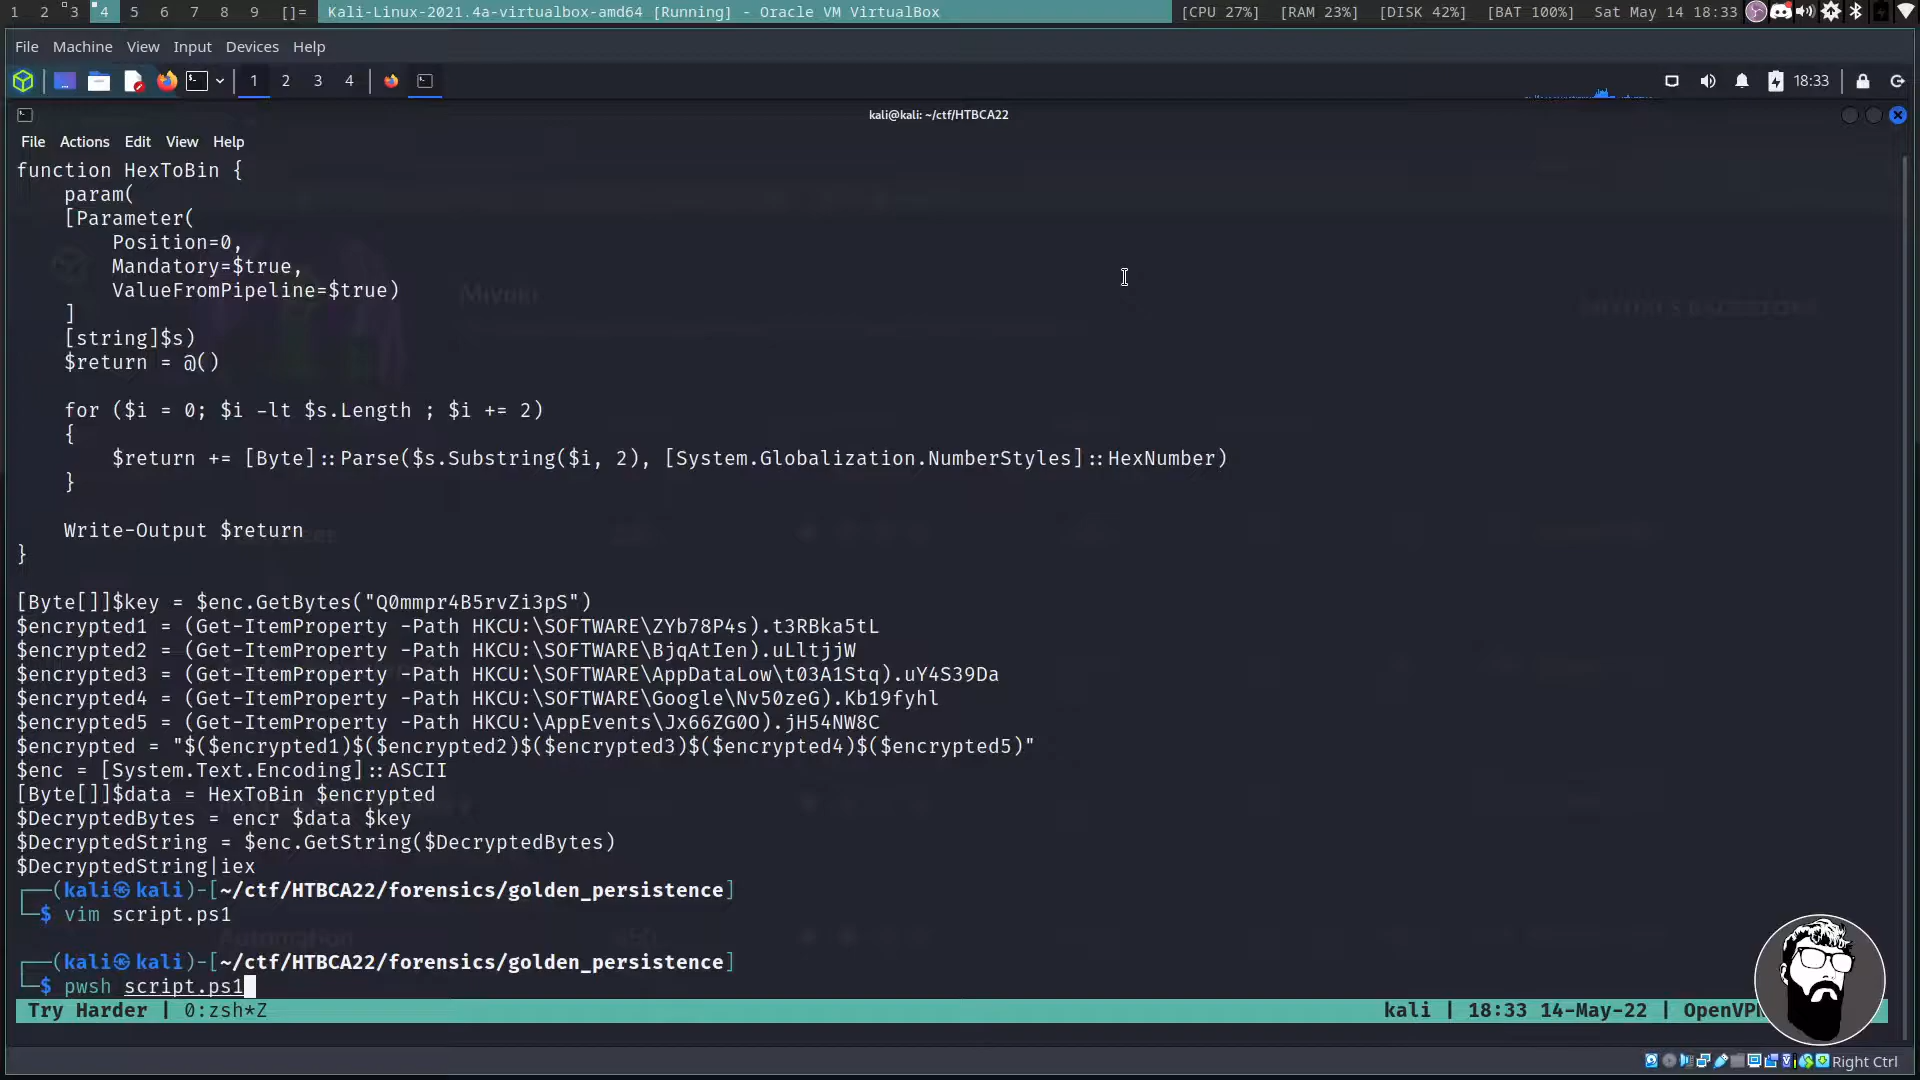 1 2 3 4 5 6 7 8 9 []= Kali-Linux-2021.4a-virtualbox-amd64 [Running] - Oracle VM VirtualBox [CPU 27%] [RAM 23%] [DISK 42%] [BAT 100%] Sat May 14 18:33
File Machine View Input Devices Help
1 2 3 4 18:33
kali@kali: ~/ctf/HTBCA22
File Actions Edit View Help
function HexToBin {
    param(
    [Parameter(
        Position=0,
        Mandatory=$true,
        ValueFromPipeline=$true)
    ]
    [string]$s)
    $return = @()
    for ($i = 0; $i -lt $s.Length ; $i += 2)
    {
        $return += [Byte]::Parse($s.Substring($i, 2), [System.Globalization.NumberStyles]::HexNumber)
    }
    Write-Output $return
}
[Byte[]]$key = $enc.GetBytes("Q0mmpr4B5rvZi3pS")
$encrypted1 = (Get-ItemProperty -Path HKCU:\SOFTWARE\ZYb78P4s).t3RBka5tL
$encrypted2 = (Get-ItemProperty -Path HKCU:\SOFTWARE\BjqAtIen).uLltjjW
$encrypted3 = (Get-ItemProperty -Path HKCU:\SOFTWARE\AppDataLow\t03A1Stq).uY4S39Da
$encrypted4 = (Get-ItemProperty -Path HKCU:\SOFTWARE\Google\Nv50zeG).Kb19fyhl
$encrypted5 = (Get-ItemProperty -Path HKCU:\AppEvents\Jx66ZG0O).jH54NW8C
$encrypted = "$($encrypted1)$($encrypted2)$($encrypted3)$($encrypted4)$($encrypted5)"
$enc = [System.Text.Encoding]::ASCII
[Byte[]]$data = HexToBin $encrypted
$DecryptedBytes = encr $data $key
$DecryptedString = $enc.GetString($DecryptedBytes)
$DecryptedString|iex
┌──(kali㉿kali)-[~/ctf/HTBCA22/forensics/golden_persistence]
└─$ vim script.ps1
┌──(kali㉿kali)-[~/ctf/HTBCA22/forensics/golden_persistence]
└─$ pwsh script.ps1
Try Harder | 0:zsh*Z kali | 18:33 14-May-22 |
Right Ctrl